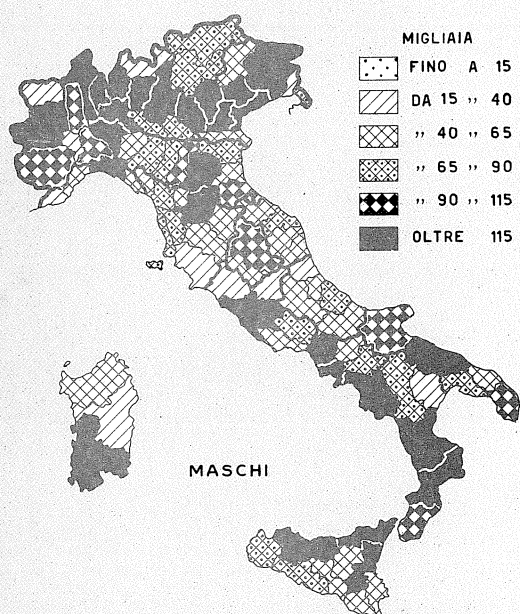 MIGLIAIA
FINO A 15
DA 15 „ 40
„ 40 „ 65
„ 65 „ 90
„ 90 „ 115
OLTRE 115
MASCHI